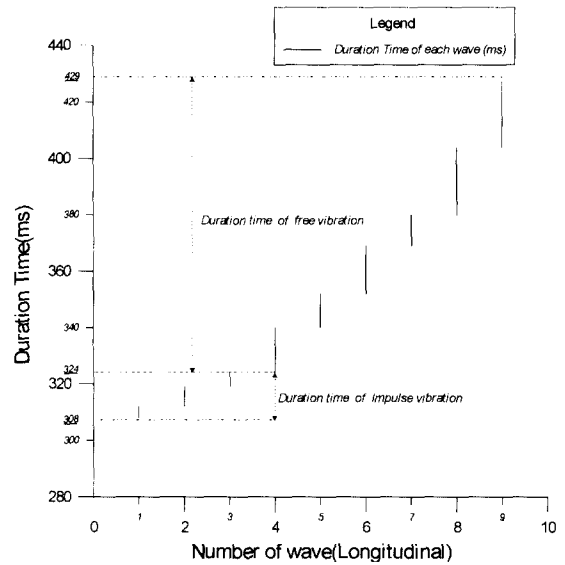 Legend
Duration Time of each wave (ms)
440
429
420
400
380
360
340
324
320
308
300
280
Duration Time(ms)
Duration time of free vibration
Duration time of Impulse vibration
0 1 2 3 4 5 6 7 8 9 10
Number of wave(Longitudinal)